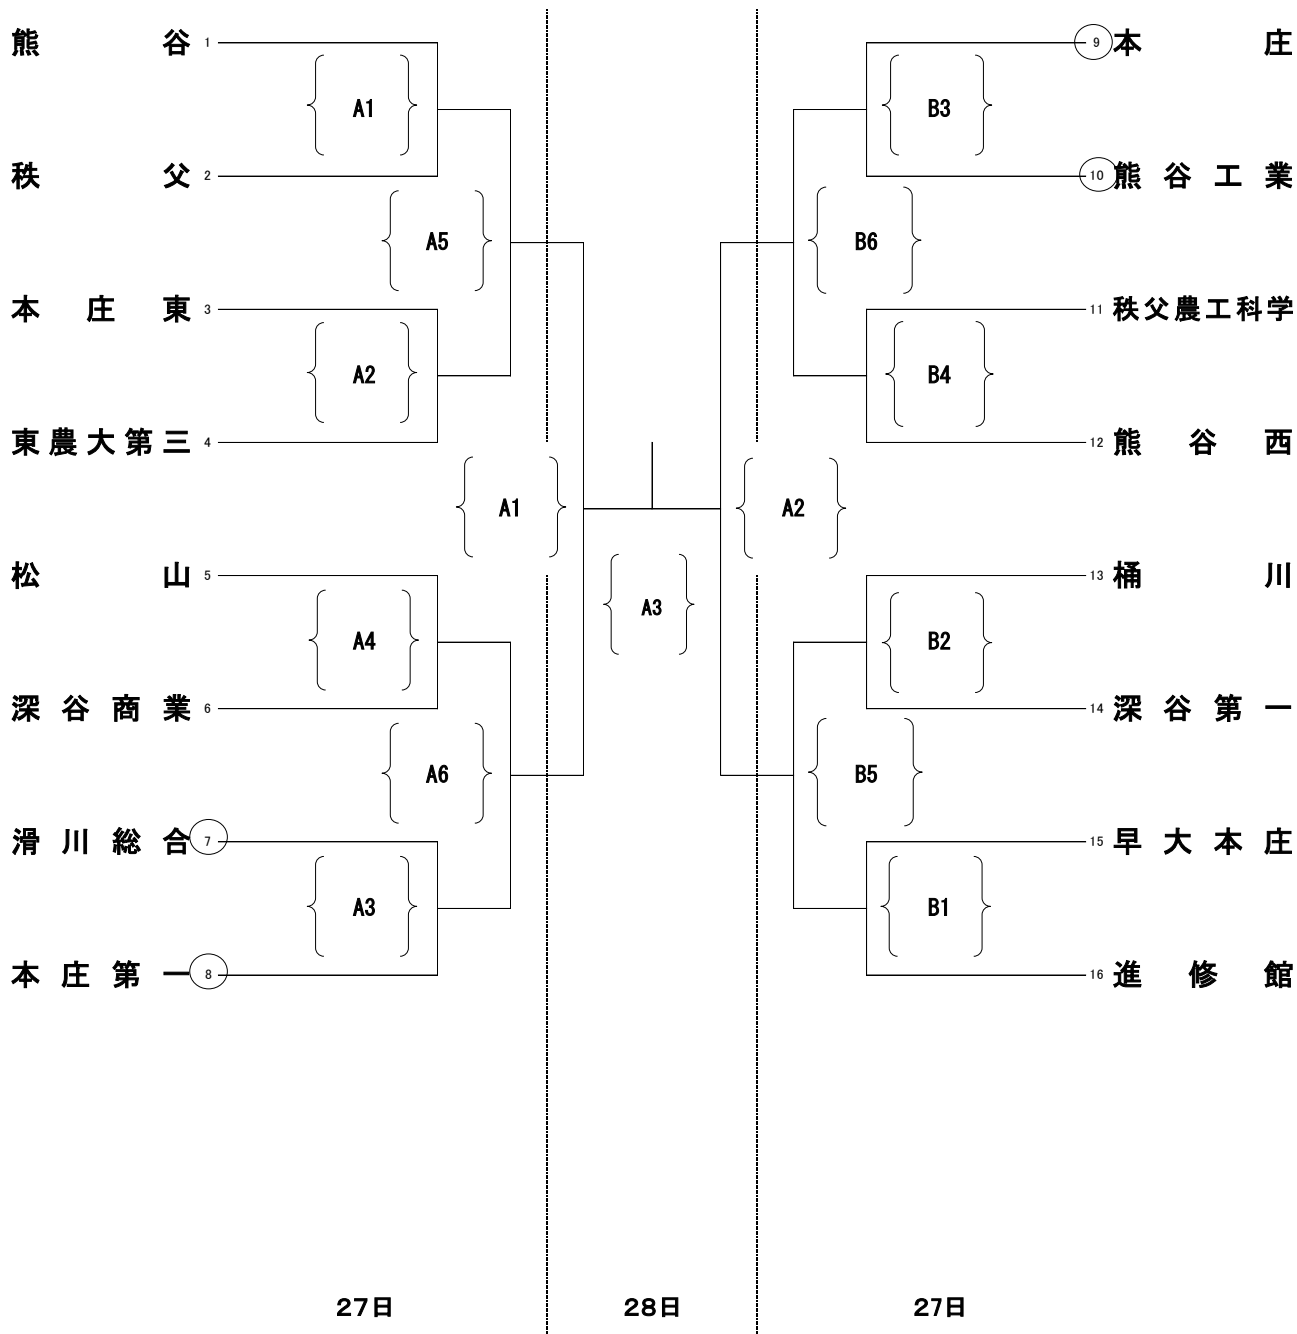 熊谷 1 9 本庄
A1 B3
秩父 2 10 熊谷工業
A5 B6
本庄東 3 11 秩父農工科学
A2 B4
東農大第三 4 12 熊谷西
A1 A2
松山 5 13 桶川
A3
A4 B2
深谷商業 6 14 深谷第一
A6 B5
滑川総合 7 15 早大本庄
A3 B1
本庄第一 8 16 進修館
27日 28日 27日